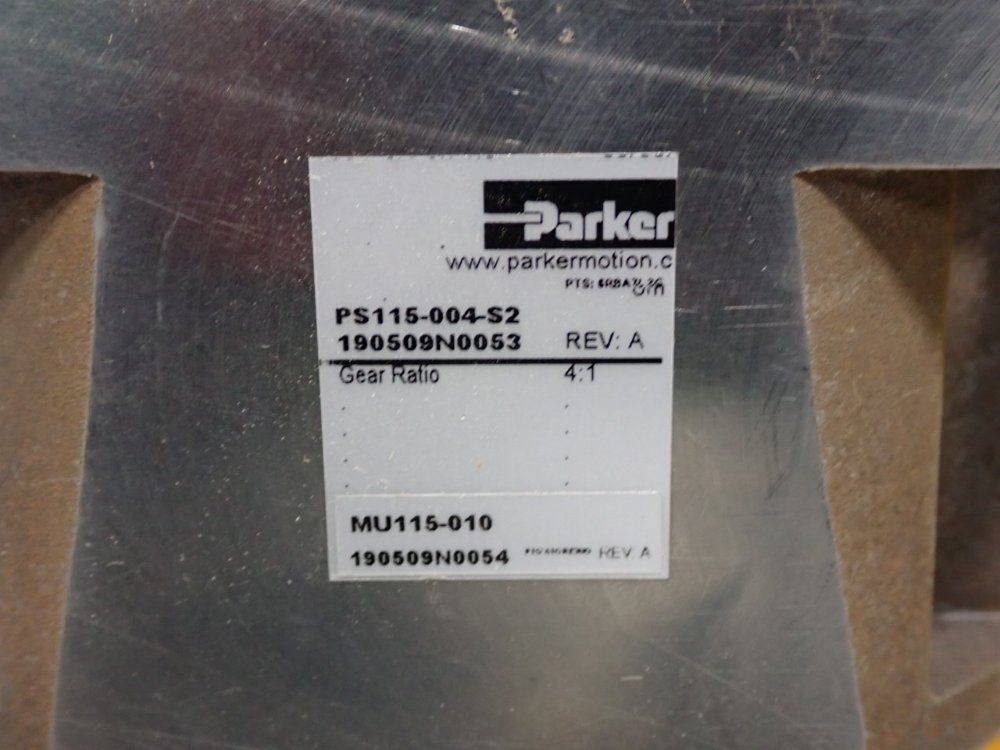 Parker
www.parkermotion.c
om
PS115-004-S2
190509N0053 REV: A
Gear Ratio 4:1
MU115-010
190509N0054 REV A